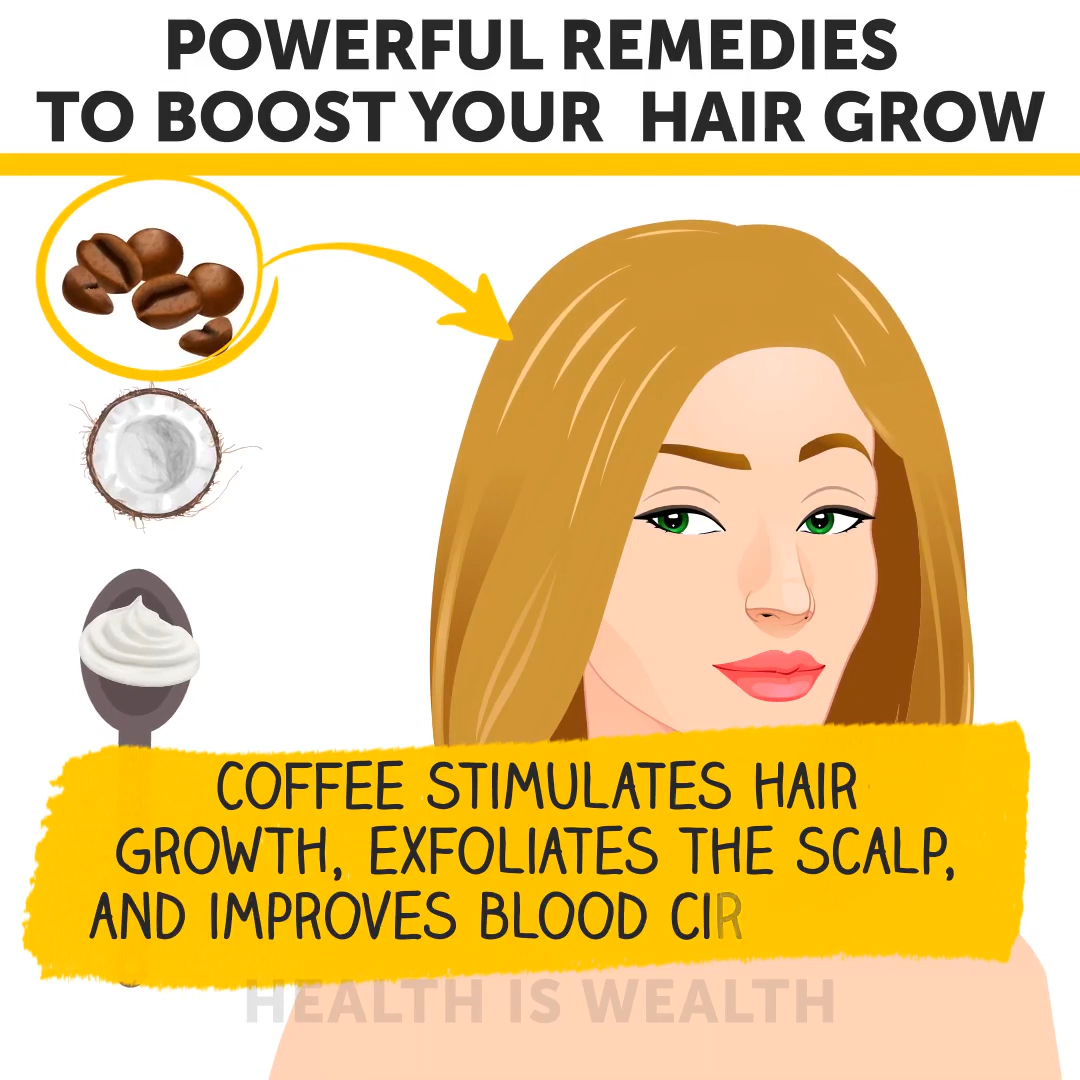 POWERFUL REMEDIES
TO BOOST YOUR HAIR GROW
COFFEE STIMULATES HAIR
GROWTH, EXFOLIATES THE SCALP,
AND IMPROVES BLOOD CIR
HEALTH IS WEALTH